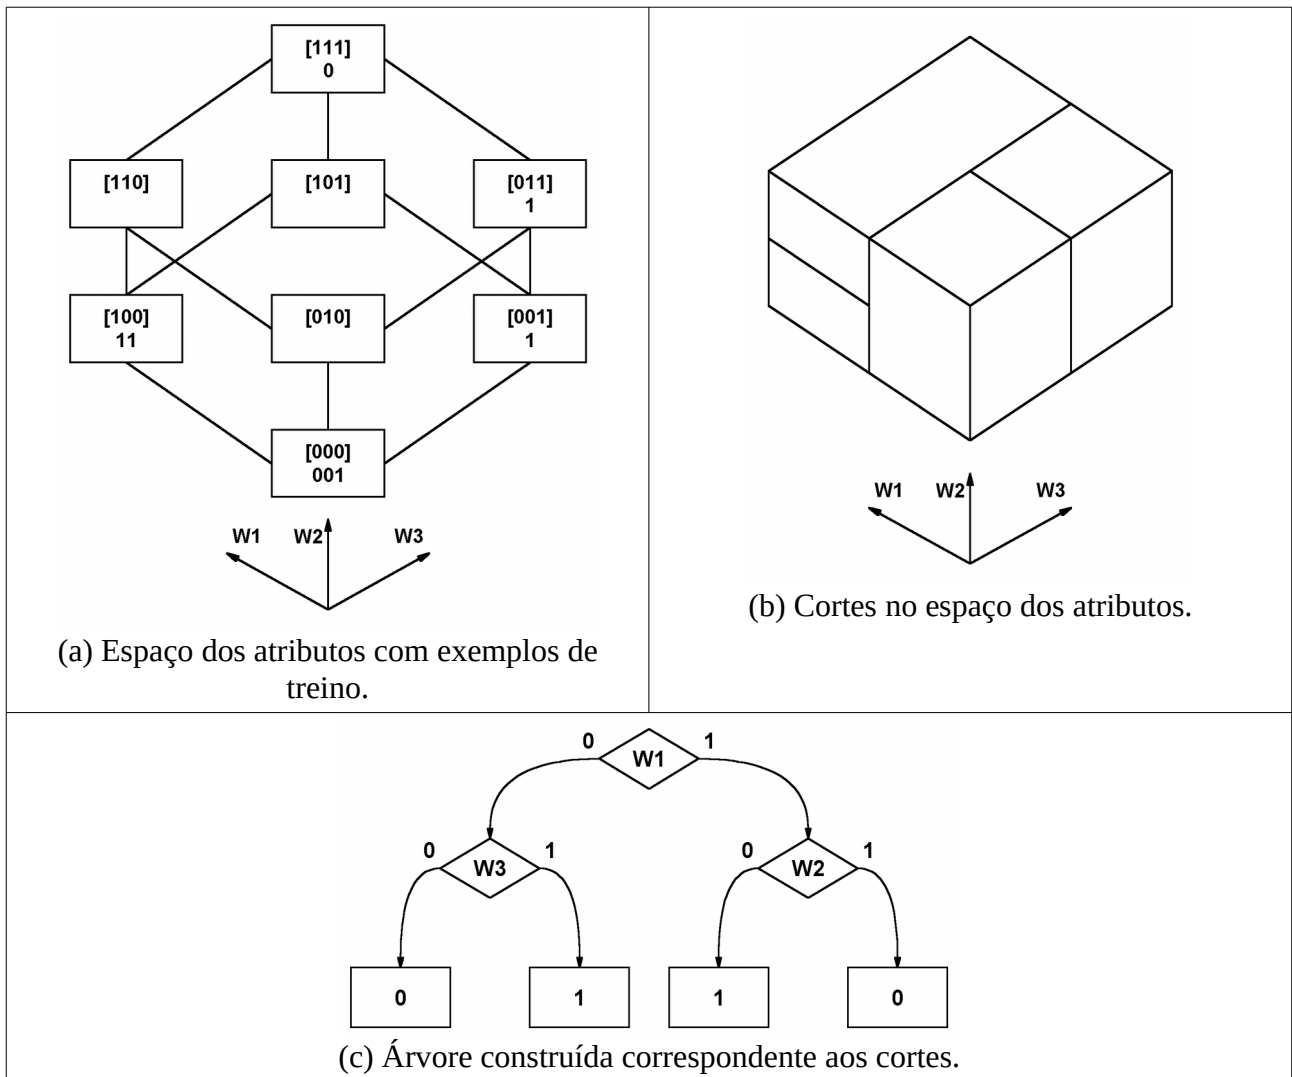 [111]
0
[110]
[101]
[011]
1
[100]
11
[010]
[001]
1
[000]
001
W1 W2 W3
(a) Espaço dos atributos com exemplos de
treino.
W1 W2 W3
(b) Cortes no espaço dos atributos.
0 W1 1
0 W3 1 0 W2 1
0 1 1 0
(c) Árvore construída correspondente aos cortes.